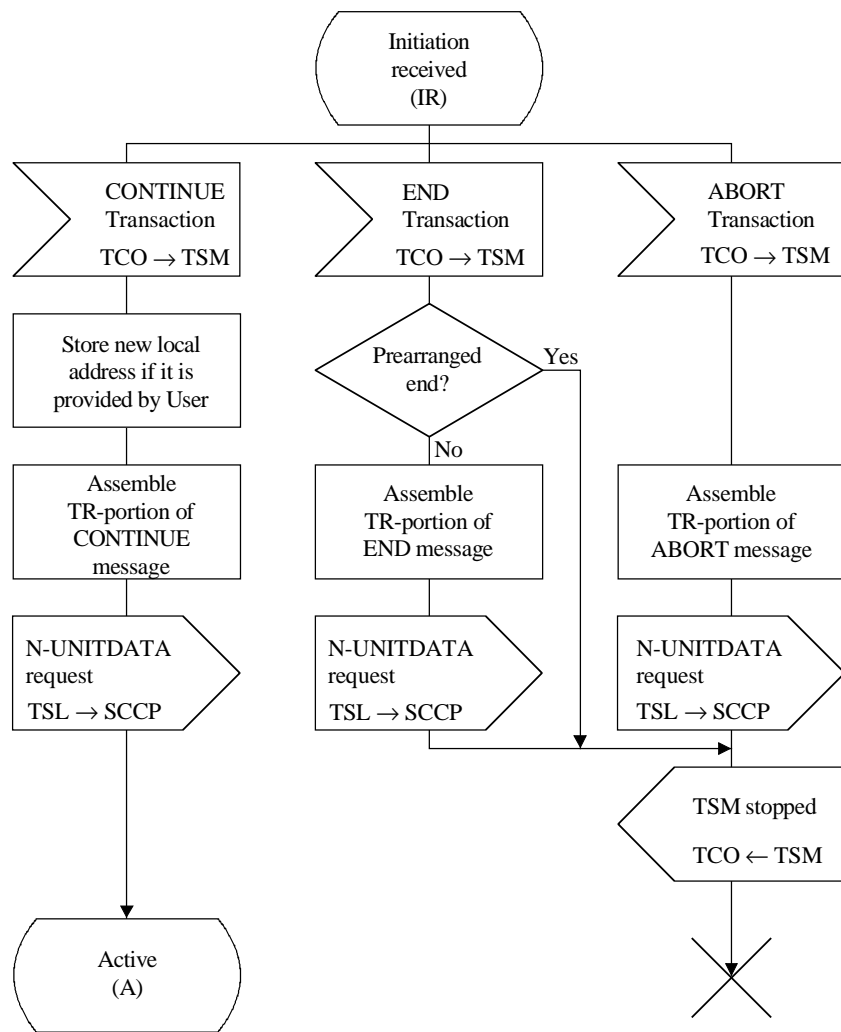 Initiation
received
(IR)
CONTINUE
Transaction
TCO → TSM
END
Transaction
TCO → TSM
ABORT
Transaction
TCO → TSM
Store new local
address if it is
provided by User
Prearranged
end?
Yes
No
Assemble
TR-portion of
CONTINUE
message
Assemble
TR-portion of
END message
Assemble
TR-portion of
ABORT message
N-UNITDATA
request
TSL → SCCP
N-UNITDATA
request
TSL → SCCP
N-UNITDATA
request
TSL → SCCP
TSM stopped
TCO ← TSM
Active
(A)